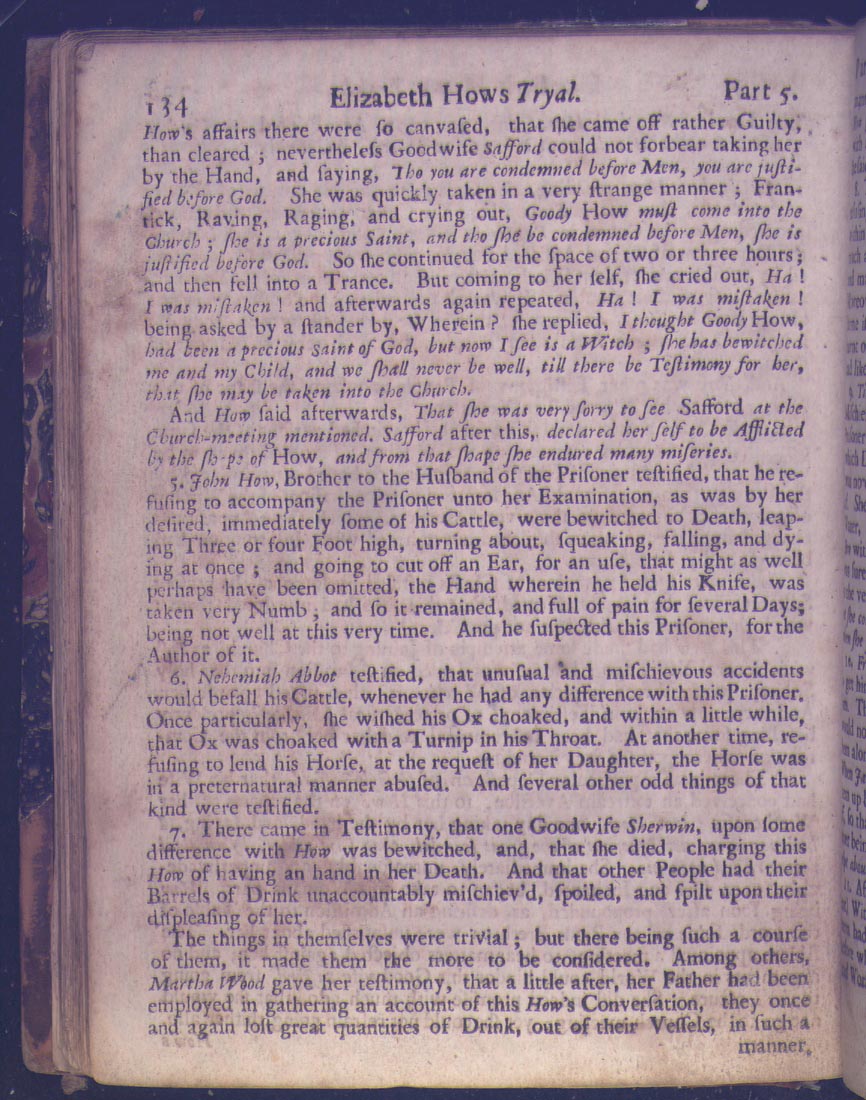 134 Elizabeth Hows Tryal. Part 5.
How's affairs there were ſo canvaſed, that ſhe came off rather Guilty,
than cleared ; nevertheleſs Goodwife Safford could not forbear taking her
by the Hand, and ſaying, Tho you are condemned before Men, you are juſti-
fied before God. She was quickly taken in a very ſtrange manner ; Fran-
tick, Raving, Raging, and crying out, Goody How muſt come into the
Church ; ſhe is a precious Saint, and tho ſhe be condemned before Men, ſhe is
juſtified before God. So ſhe continued for the ſpace of two or three hours ;
and then fell into a Trance. But coming to her ſelf, ſhe cried out, Ha !
I was miſtaken ! and afterwards again repeated, Ha ! I was miſtaken !
being asked by a ſtander by, Wherein ? ſhe replied, I thought Goody How,
had been a precious Saint of God, but now I ſee is a Witch ; ſhe has bewitched
me and my Child, and we ſhall never be well, till there be Teſtimony for her,
that ſhe may be taken into the Church.
And How ſaid afterwards, That ſhe was very ſorry to ſee Safford at the
Church-meeting mentioned. Safford after this, declared her ſelf to be Afflicted
by the ſhape of How, and from that ſhape ſhe endured many miſeries.
5. John How, Brother to the Huſband of the Priſoner teſtified, that he re-
fuſing to accompany the Priſoner unto her Examination, as was by her
deſired, immediately ſome of his Cattle, were bewitched to Death, leap-
ing Three or four Foot high, turning about, ſqueaking, falling, and dy-
ing at once ; and going to cut off an Ear, for an uſe, that might as well
perhaps have been omitted, the Hand wherein he held his Knife, was
taken very Numb ; and ſo it remained, and full of pain for ſeveral Days;
being not well at this very time. And he ſuſpected this Priſoner, for the
Author of it.
6. Nehemiah Abbot teſtified, that unuſual and miſchievous accidents
would befall his Cattle, whenever he had any difference with this Priſoner.
Once particularly, ſhe wiſhed his Ox choaked, and within a little while,
that Ox was choaked with a Turnip in his Throat. At another time, re-
fuſing to lend his Horſe, at the requeſt of her Daughter, the Horſe was
in a preternatural manner abuſed. And ſeveral other odd things of that
kind were teſtified.
7. There came in Teſtimony, that one Goodwife Sherwin, upon ſome
difference with How was bewitched, and, that ſhe died, charging this
How of having an hand in her Death. And that other People had their
Barrels of Drink unaccountably miſchiev'd, ſpoiled, and ſpilt upon their
diſpleaſing of her.
The things in themſelves were trivial ; but there being ſuch a courſe
of them, it made them the more to be conſidered. Among others,
Martha Wood gave her teſtimony, that a little after, her Father had been
employed in gathering an account of this How's Converſation, they once
and again loſt great quantities of Drink, out of their Veſſels, in ſuch a
manner,